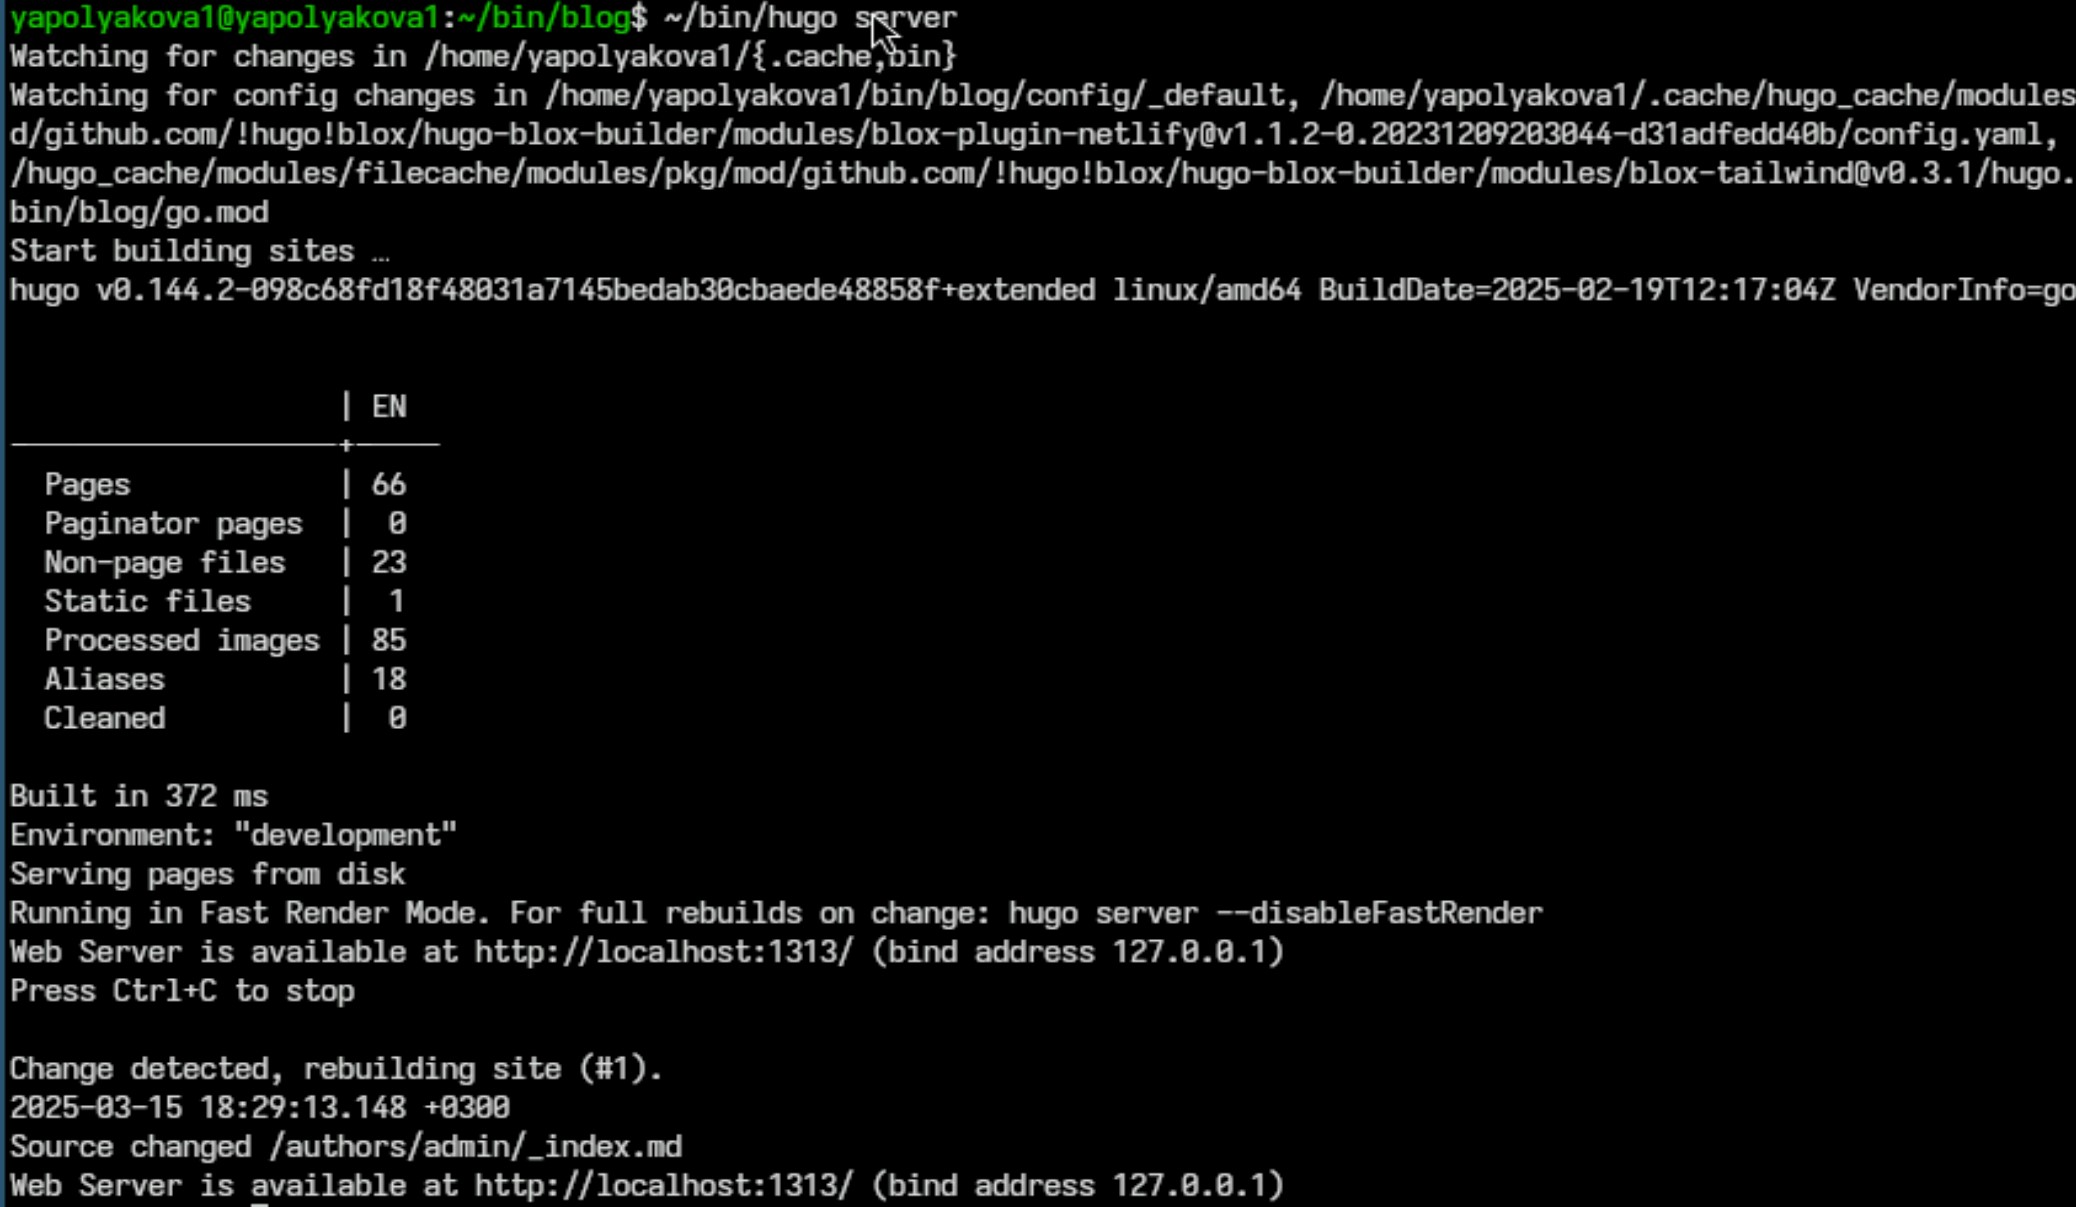 yapolyakova1@yapolyakova1:~/bin/blog$ ~/bin/hugo server
Watching for changes in /home/yapolyakova1/{.cache,bin}
Watching for config changes in /home/yapolyakova1/bin/blog/config/_default, /home/yapolyakova1/.cache/hugo_cache/modules
d/github.com/!hugo!blox/hugo-blox-builder/modules/blox-plugin-netlify@v1.1.2-0.20231209203044-d31adfedd40b/config.yaml,
/hugo_cache/modules/filecache/modules/pkg/mod/github.com/!hugo!blox/hugo-blox-builder/modules/blox-tailwind@v0.3.1/hugo.
bin/blog/go.mod
Start building sites …
hugo v0.144.2-098c68fd18f48031a7145bedab30cbaede48858f+extended linux/amd64 BuildDate=2025-02-19T12:17:04Z VendorInfo=go
| EN
Pages | 66
Paginator pages | 0
Non-page files | 23
Static files | 1
Processed images | 85
Aliases | 18
Cleaned | 0
Built in 372 ms
Environment: "development"
Serving pages from disk
Running in Fast Render Mode. For full rebuilds on change: hugo server --disableFastRender
Web Server is available at http://localhost:1313/ (bind address 127.0.0.1)
Press Ctrl+C to stop
Change detected, rebuilding site (#1).
2025-03-15 18:29:13.148 +0300
Source changed /authors/admin/_index.md
Web Server is available at http://localhost:1313/ (bind address 127.0.0.1)